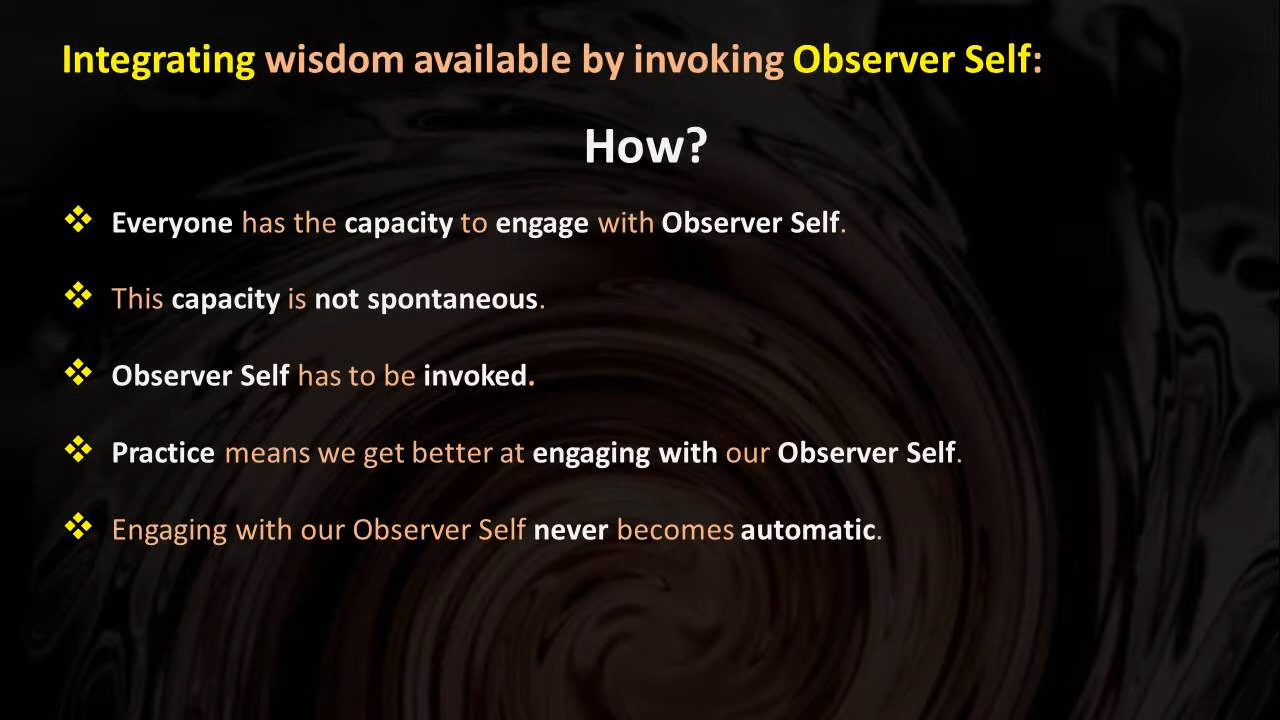 Integrating wisdom available by invoking Observer Self:
How?
❖ Everyone has the capacity to engage with Observer Self.
❖ This capacity is not spontaneous.
❖ Observer Self has to be invoked.
❖ Practice means we get better at engaging with our Observer Self.
❖ Engaging with our Observer Self never becomes automatic.